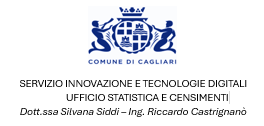 COMUNE DI CAGLIARI
SERVIZIO INNOVAZIONE E TECNOLOGIE DIGITALI
UFFICIO STATISTICA E CENSIMENTI
Dott.ssa Silvana Siddi – Ing. Riccardo Castrignanò